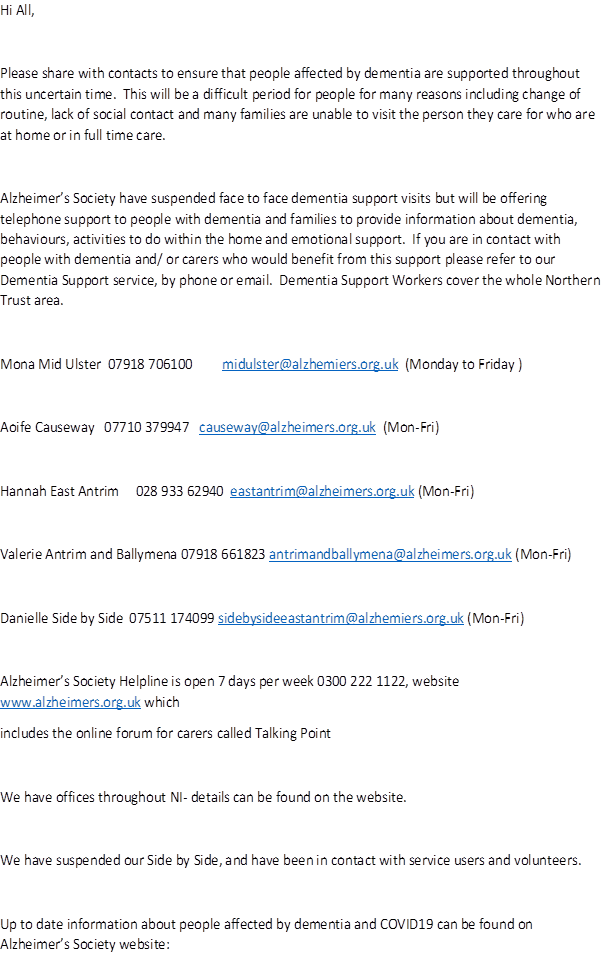 Hi All,
Please share with contacts to ensure that people affected by dementia are supported throughout
this uncertain time.  This will be a difficult period for people for many reasons including change of
routine, lack of social contact and many families are unable to visit the person they care for who are
at home or in full time care.
Alzheimer’s Society have suspended face to face dementia support visits but will be offering
telephone support to people with dementia and families to provide information about dementia,
behaviours, activities to do within the home and emotional support.  If you are in contact with
people with dementia and/ or carers who would benefit from this support please refer to our
Dementia Support service, by phone or email.  Dementia Support Workers cover the whole Northern
Trust area.
Mona Mid Ulster  07918 706100        midulster@alzhemiers.org.uk  (Monday to Friday )
Aoife Causeway   07710 379947   causeway@alzheimers.org.uk  (Mon-Fri)
Hannah East Antrim     028 933 62940  eastantrim@alzheimers.org.uk (Mon-Fri)
Valerie Antrim and Ballymena 07918 661823 antrimandballymena@alzheimers.org.uk (Mon-Fri)
Danielle Side by Side  07511 174099 sidebysideeastantrim@alzhemiers.org.uk (Mon-Fri)
Alzheimer’s Society Helpline is open 7 days per week 0300 222 1122, website
www.alzheimers.org.uk which
includes the online forum for carers called Talking Point
We have offices throughout NI- details can be found on the website.
We have suspended our Side by Side, and have been in contact with service users and volunteers.
Up to date information about people affected by dementia and COVID19 can be found on
Alzheimer’s Society website: